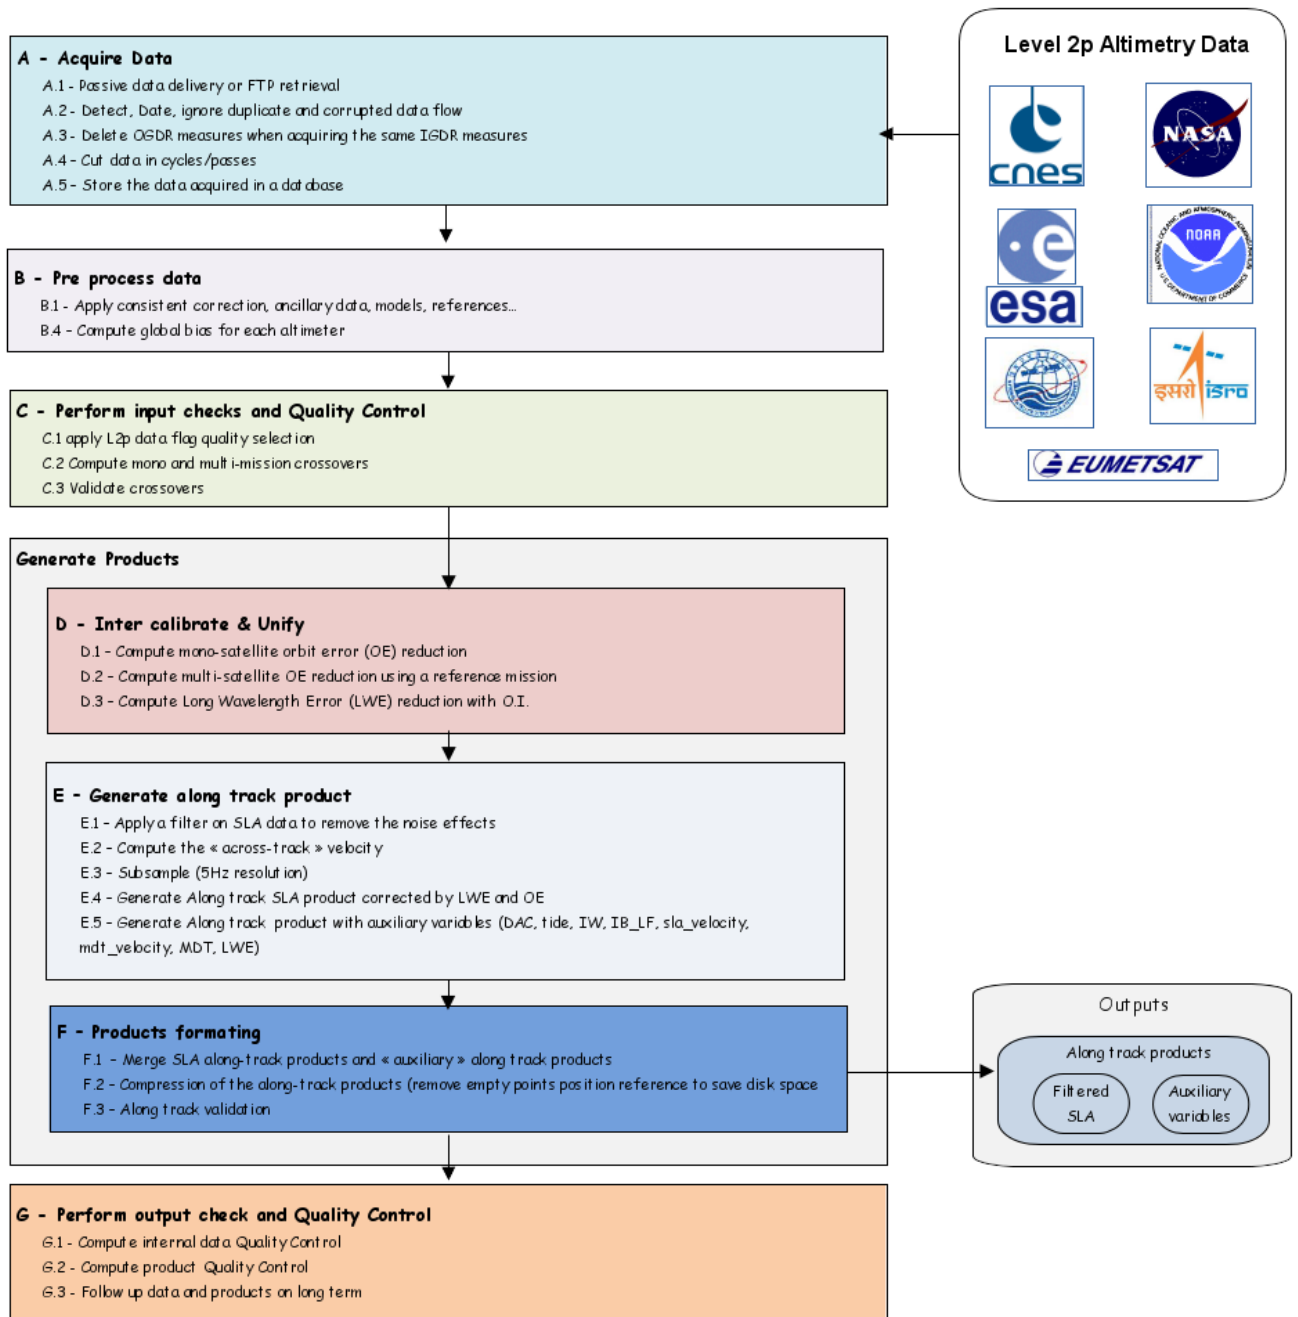 A - Acquire Data
A.1 - Passive data delivery or FTP retrieval
A.2 - Detect, Date, ignore duplicate and corrupted data flow
A.3 - Delete OGDR measures when acquiring the same IGDR measures
A.4 - Cut data in cycles/passes
A.5 - Store the data acquired in a database
Level 2p Altimetry Data
cnes
NASA
esa
NATIONAL OCEANIC AND ATMOSPHERIC ADMINISTRATION
NOAA
U.S. DEPARTMENT OF COMMERCE
इसरो isro
EUMETSAT
B - Pre process data
B.1 - Apply consistent correction, ancillary data, models, references...
B.4 - Compute global bias for each altimeter
C - Perform input checks and Quality Control
C.1 apply L2p data flag quality selection
C.2 Compute mono and multi-mission crossovers
C.3 Validate crossovers
Generate Products
D - Inter calibrate & Unify
D.1 - Compute mono-satellite orbit error (OE) reduction
D.2 - Compute multi-satellite OE reduction using a reference mission
D.3 - Compute Long Wavelength Error (LWE) reduction with O.I.
E - Generate along track product
E.1 - Apply a filter on SLA data to remove the noise effects
E.2 - Compute the « across-track » velocity
E.3 - Subsample (5Hz resolution)
E.4 - Generate Along track SLA product corrected by LWE and OE
E.5 - Generate Along track product with auxiliary variables (DAC, tide, IW, IB_LF, sla_velocity,
mdt_velocity, MDT, LWE)
F - Products formating
F.1 - Merge SLA along-track products and « auxiliary » along track products
F.2 - Compression of the along-track products (remove empty points position reference to save disk space
F.3 - Along track validation
Outputs
Along track products
Filtered
SLA
Auxiliary
variables
G - Perform output check and Quality Control
G.1 - Compute internal data Quality Control
G.2 - Compute product Quality Control
G.3 - Follow up data and products on long term